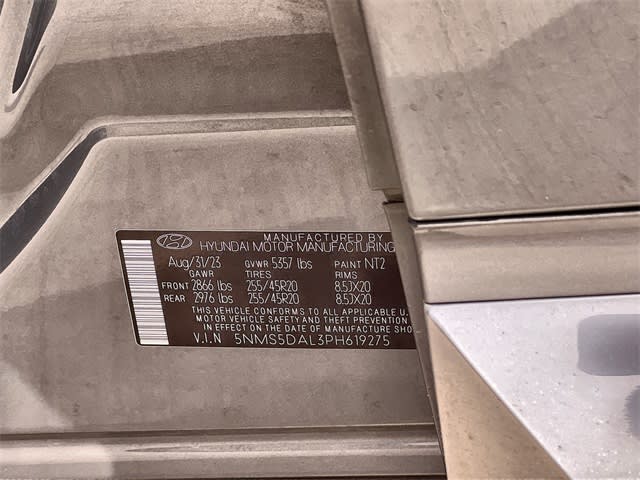 MANUFACTURED BY
HYUNDAI MOTOR MANUFACTURING
Aug/31/23 GVWR 5357 lbs PAINT NT2
GAWR TIRES RIMS
FRONT 2866 lbs 255/45R20 8.5JX20
REAR 2976 lbs 255/45R20 8.5JX20
THIS VEHICLE CONFORMS TO ALL APPLICABLE U.
MOTOR VEHICLE SAFETY AND THEFT PREVENTION
IN EFFECT ON THE DATE OF MANUFACTURE SHO
V.I.N 5NMS5DAL3PH619275